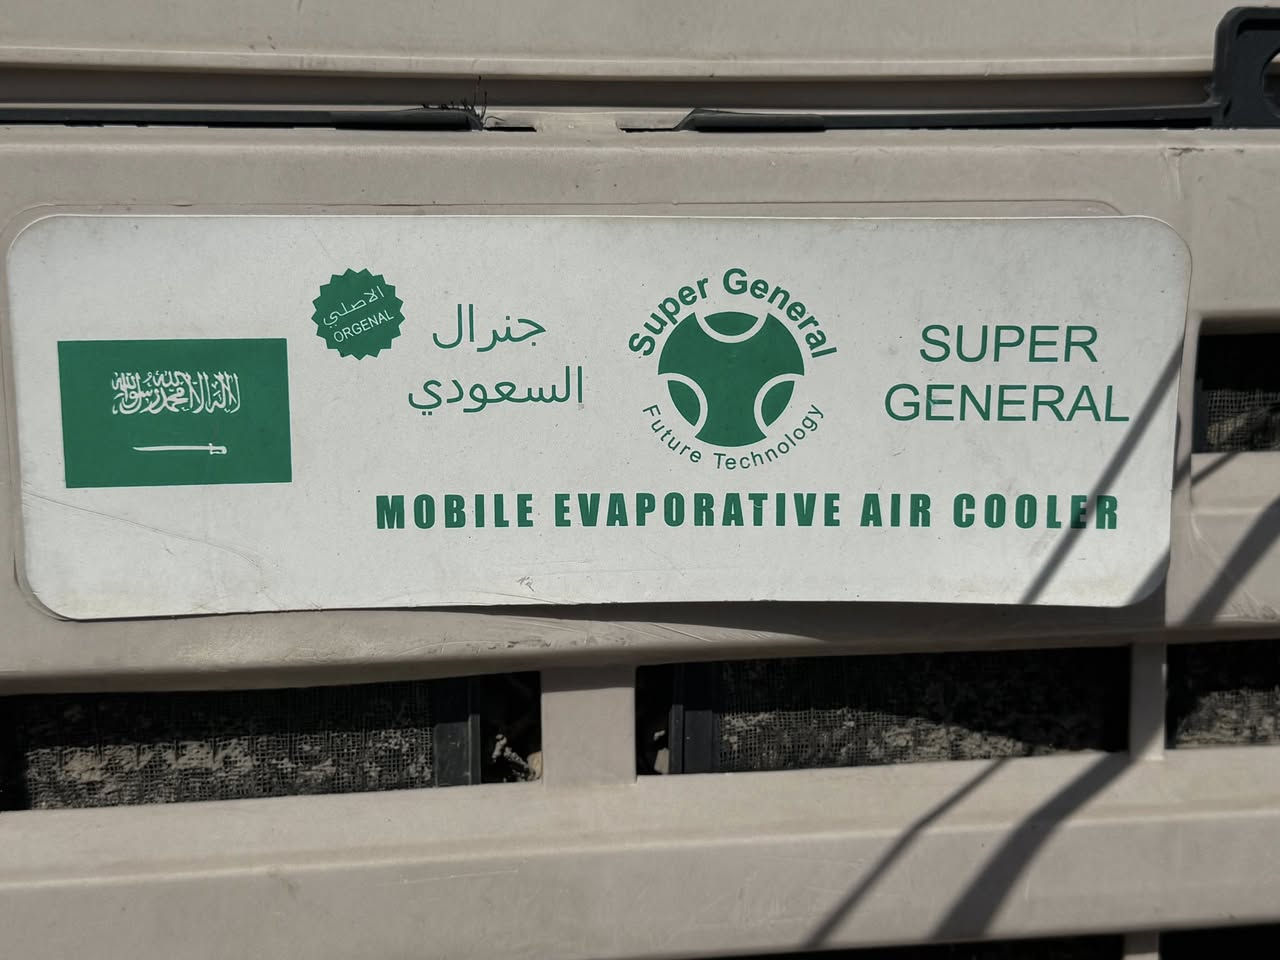 لا إله إلا الله محمد رسول الله
الاصلي
ORGENAL
جنرال
السعودي
Super General
Future Technology
SUPER
GENERAL
MOBILE EVAPORATIVE AIR COOLER